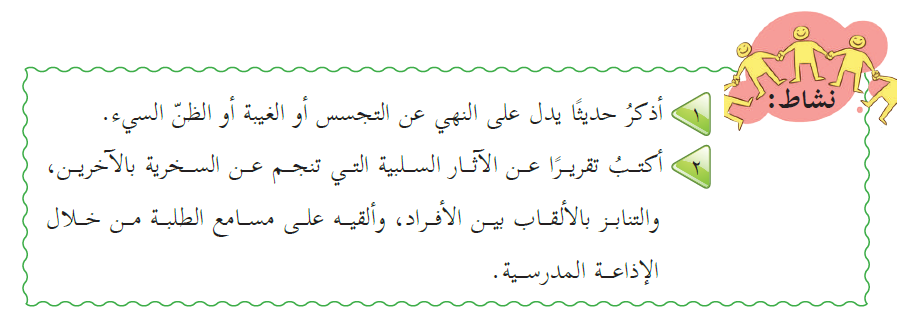 نشاط:
١ أذكرُ حديثًا يدل على النهي عن التجسس أو الغيبة أو الظنّ السيء.
٢ أكتبُ تقريرًا عن الآثار السلبية التي تنجم عن السخرية بالآخرين،
والتنابز بالألقاب بين الأفراد، وألقيه على مسامع الطلبة من خلال
الإذاعة المدرسية.